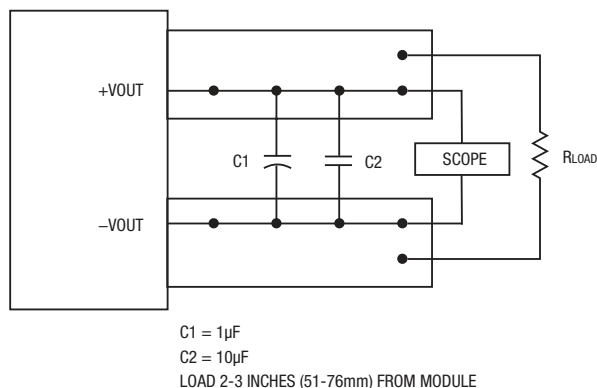 +VOUT
C1
C2
SCOPE
RLOAD
−VOUT
C1 = 1µF
C2 = 10µF
LOAD 2-3 INCHES (51-76mm) FROM MODULE